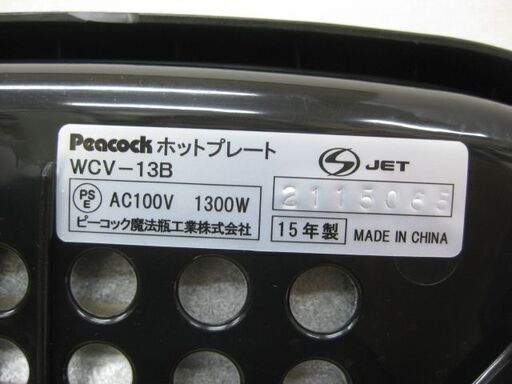 Peacock ホットプレート
WCV-13B
S JET
PS E AC100V 1300W
2115065
ピーコック魔法瓶工業株式会社
15年製 MADE IN CHINA